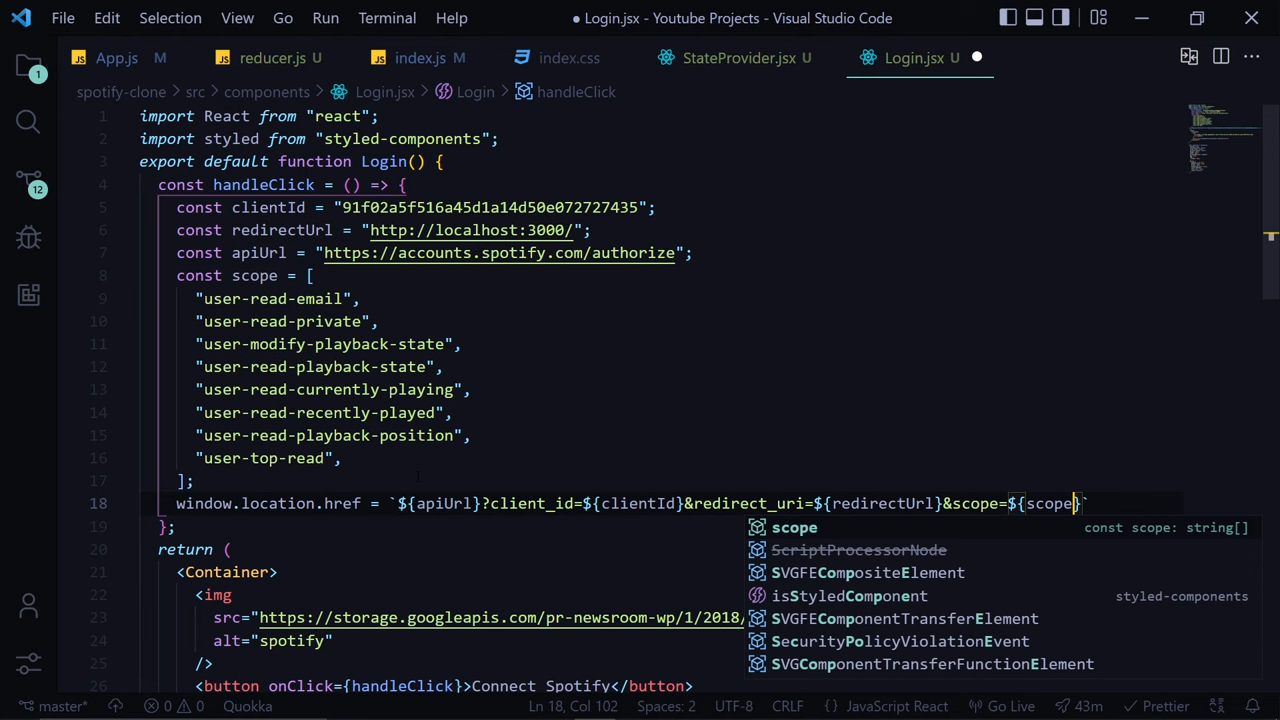 File Edit Selection View Go Run Terminal Help ● Login.jsx - Youtube Projects - Visual Studio Code
JS App.js M JS reducer.js U JS index.js M index.css StateProvider.jsx U Login.jsx U ●
spotify-clone > src > components > Login.jsx > Login > handleClick
1
1 import React from "react";
2 import styled from "styled-components";
3 export default function Login() {
4 const handleClick = () => {
5 const clientId = "91f02a5f516a45d1a14d50e072727435";
6 const redirectUrl = "http://localhost:3000/";
7 const apiUrl = "https://accounts.spotify.com/authorize";
8 const scope = [
9 "user-read-email",
10 "user-read-private",
11 "user-modify-playback-state",
12 "user-read-playback-state",
13 "user-read-currently-playing",
14 "user-read-recently-played",
15 "user-read-playback-position",
16 "user-top-read",
17 ];
18 window.location.href = `${apiUrl}?client_id=${clientId}&redirect_uri=${redirectUrl}&scope=${scope}`
19 };
20 return (
21 <Container>
22 <img
23 src="https://storage.googleapis.com/pr-newsroom-wp/1/2018/
24 alt="spotify"
25 />
26 <button onClick={handleClick}>Connect Spotify</button>
12
scope const scope: string[]
ScriptProcessorNode
SVGFECompositeElement
isStyledComponent styled-components
SVGFEComponentTransferElement
SecurityPolicyViolationEvent
SVGComponentTransferFunctionElement
master* 0 0 Quokka Ln 18, Col 102 Spaces: 2 UTF-8 CRLF {} JavaScript React Go Live 43m Prettier